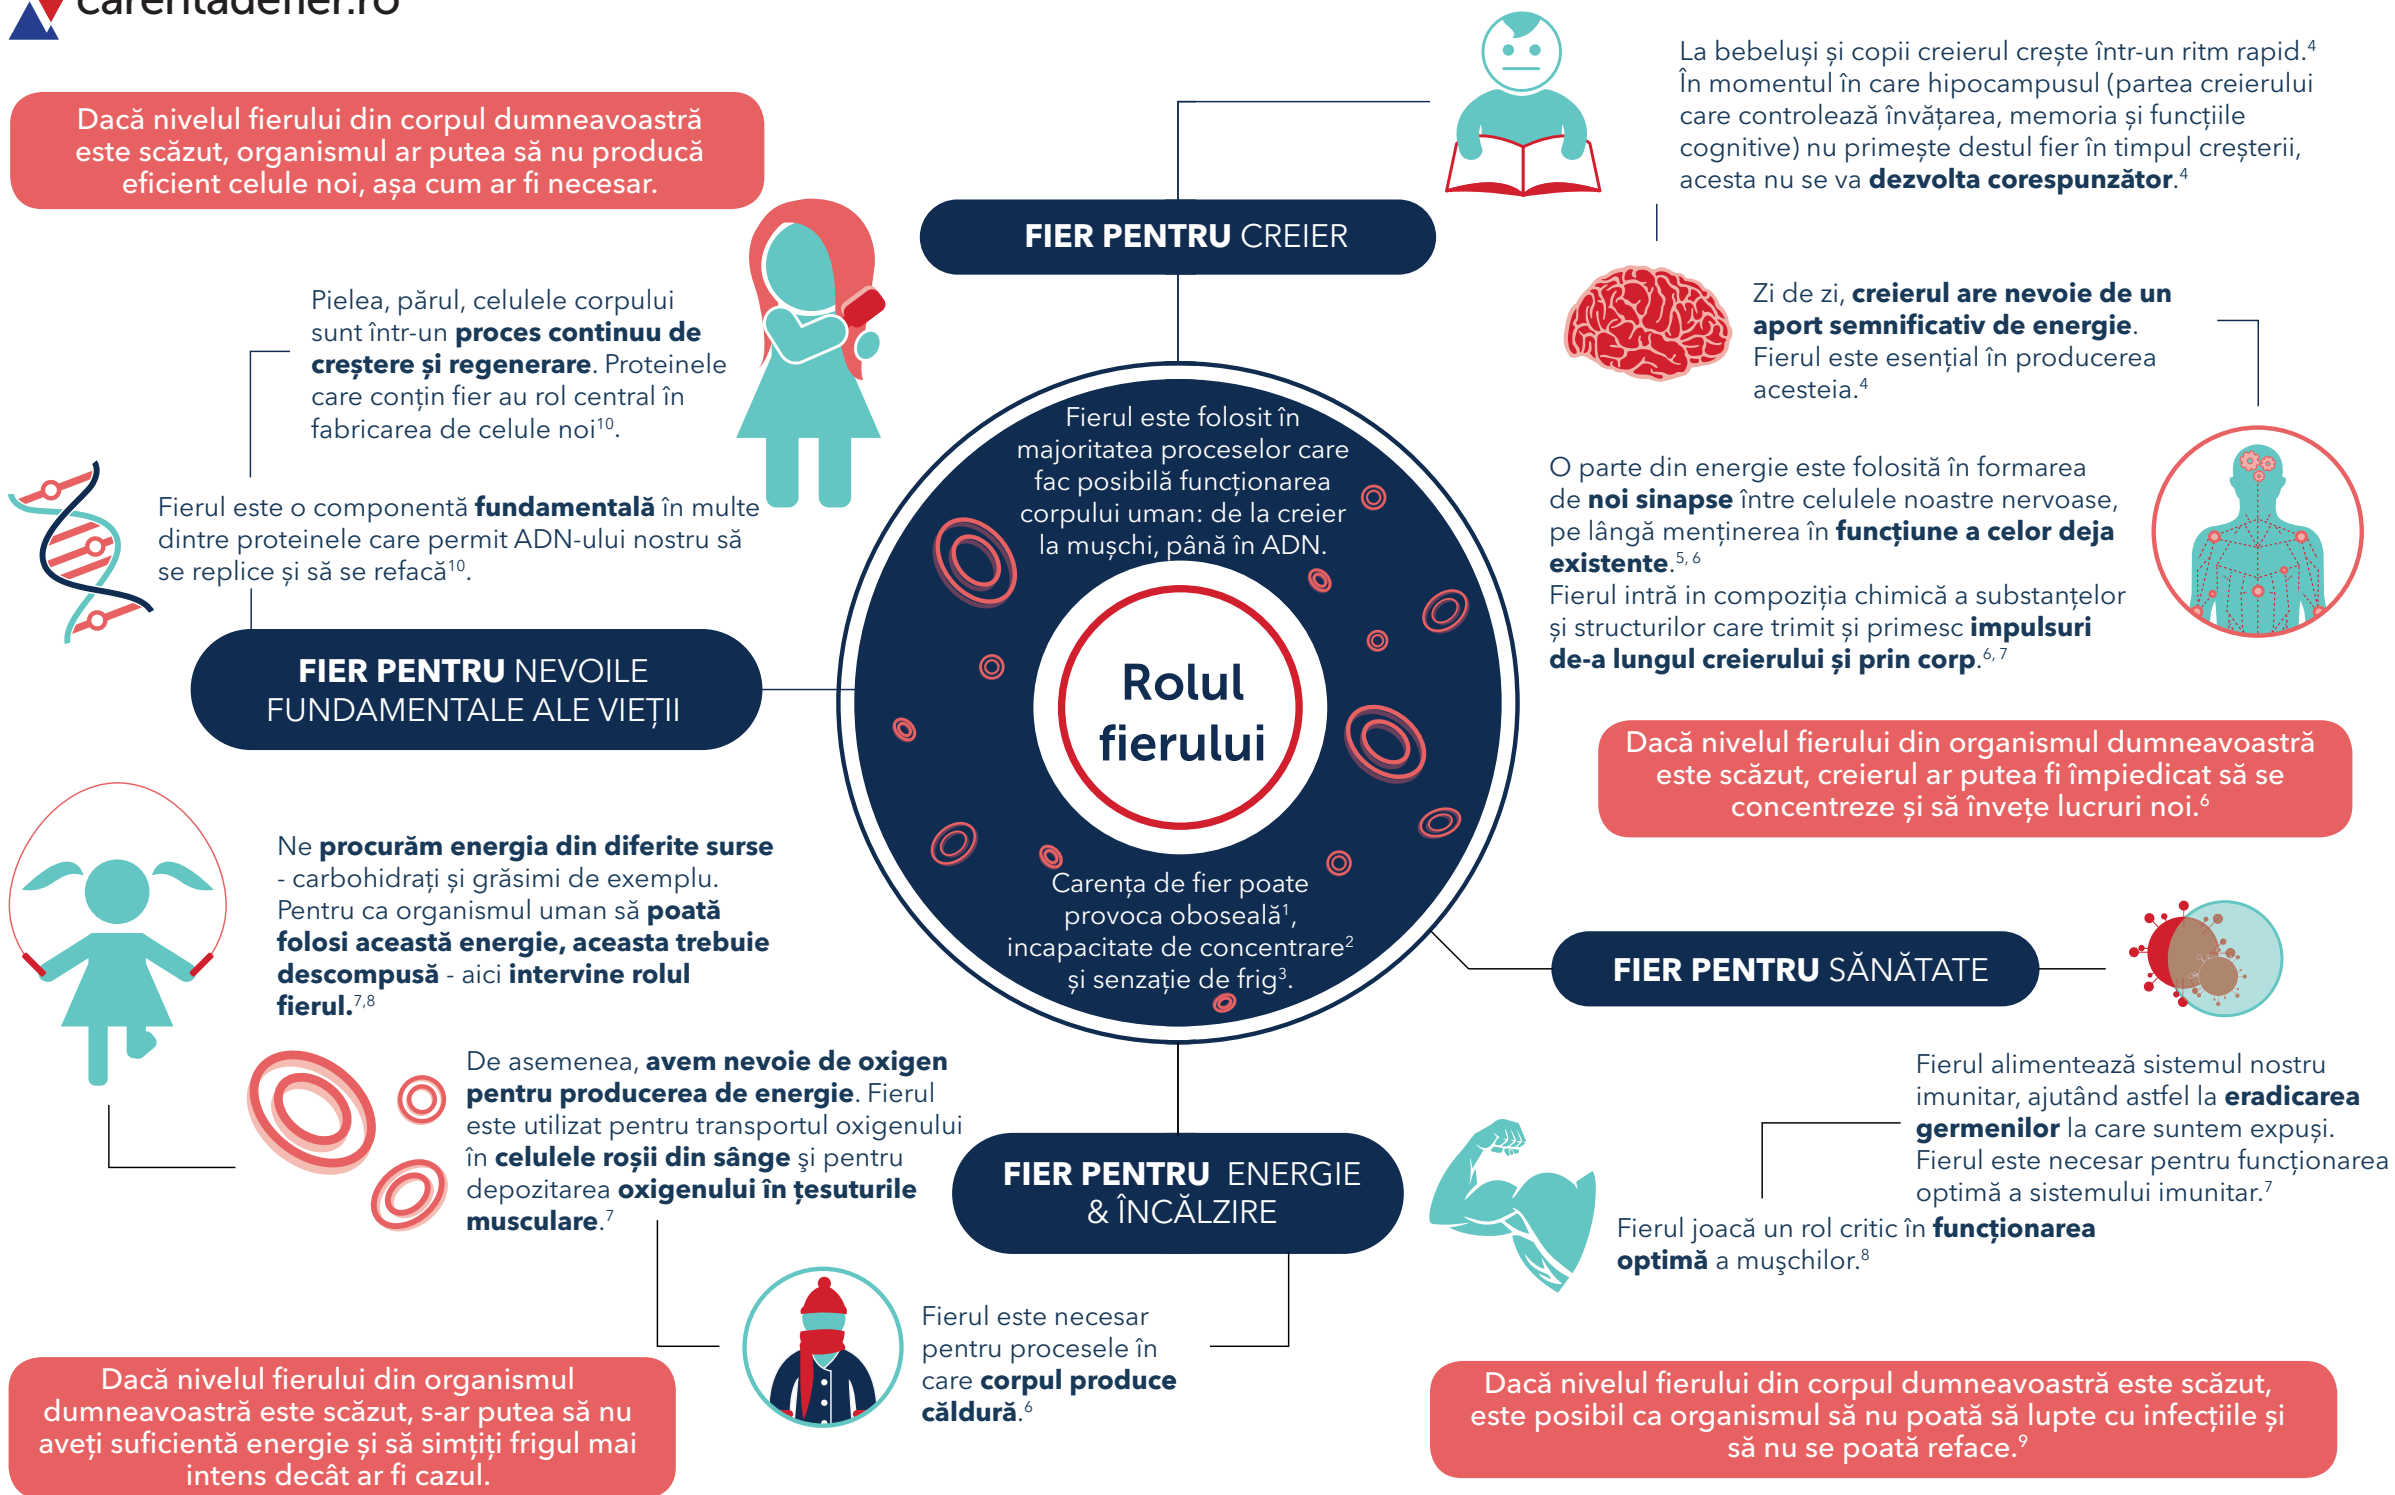 carentadefier.ro
Dacă nivelul fierului din corpul dumneavoastră
este scăzut, organismul ar putea să nu producă
eficient celule noi, așa cum ar fi necesar.
Pielea, părul, celulele corpului
sunt într-un proces continuu de
creștere și regenerare. Proteinele
care conțin fier au rol central în
fabricarea de celule noi¹⁰.
Fierul este o componentă fundamentală în multe
dintre proteinele care permit ADN-ului nostru să
se replice și să se refacă¹⁰.
FIER PENTRU NEVOILE
FUNDAMENTALE ALE VIEȚII
FIER PENTRU CREIER
La bebeluși și copii creierul crește într-un ritm rapid.⁴
În momentul în care hipocampusul (partea creierului
care controlează învățarea, memoria și funcțiile
cognitive) nu primește destul fier în timpul creșterii,
acesta nu se va dezvolta corespunzător.⁴
Zi de zi, creierul are nevoie de un
aport semnificativ de energie.
Fierul este esențial în producerea
acesteia.⁴
O parte din energie este folosită în formarea
de noi sinapse între celulele noastre nervoase,
pe lângă menținerea în funcțiune a celor deja
existente.⁵,⁶
Fierul intră in compoziția chimică a substanțelor
și structurilor care trimit și primesc impulsuri
de-a lungul creierului și prin corp.⁶,⁷
Dacă nivelul fierului din organismul dumneavoastră
este scăzut, creierul ar putea fi împiedicat să se
concentreze și să învețe lucruri noi.⁶
Fierul este folosit în
majoritatea proceselor care
fac posibilă funcționarea
corpului uman: de la creier
la mușchi, până în ADN.
Rolul
fierului
Carența de fier poate
provoca oboseală¹,
incapacitate de concentrare²
și senzație de frig³.
Ne procurăm energia din diferite surse
- carbohidrați și grăsimi de exemplu.
Pentru ca organismul uman să poată
folosi această energie, aceasta trebuie
descompusă - aici intervine rolul
fierul.⁷,⁸
De asemenea, avem nevoie de oxigen
pentru producerea de energie. Fierul
este utilizat pentru transportul oxigenului
în celulele roșii din sânge şi pentru
depozitarea oxigenului în țesuturile
musculare.⁷
FIER PENTRU ENERGIE
& ÎNCĂLZIRE
Fierul este necesar
pentru procesele în
care corpul produce
căldură.⁶
Dacă nivelul fierului din organismul
dumneavoastră este scăzut, s-ar putea să nu
aveți suficientă energie și să simțiți frigul mai
intens decât ar fi cazul.
FIER PENTRU SĂNĂTATE
Fierul alimentează sistemul nostru
imunitar, ajutând astfel la eradicarea
germenilor la care suntem expuși.
Fierul este necesar pentru funcționarea
optimă a sistemului imunitar.⁷
Fierul joacă un rol critic în funcționarea
optimă a muşchilor.⁸
Dacă nivelul fierului din corpul dumneavoastră este scăzut,
este posibil ca organismul să nu poată să lupte cu infecțiile și
să nu se poată reface.⁹